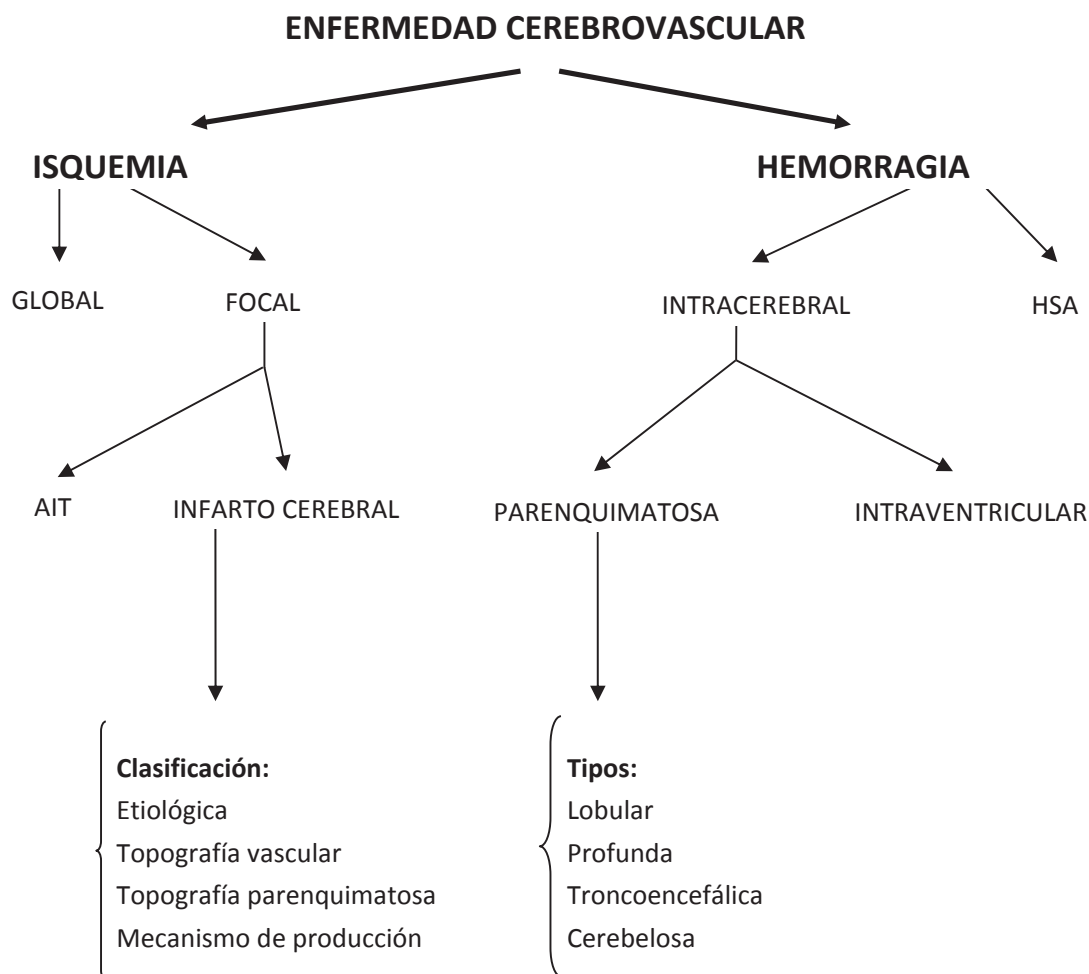 ENFERMEDAD CEREBROVASCULAR
ISQUEMIA
HEMORRAGIA
GLOBAL
FOCAL
INTRACEREBRAL
HSA
AIT
INFARTO CEREBRAL
PARENQUIMATOSA
INTRAVENTRICULAR
Clasificación:
Etiológica
Topografía vascular
Topografía parenquimatosa
Mecanismo de producción
Tipos:
Lobular
Profunda
Troncoencefálica
Cerebelosa